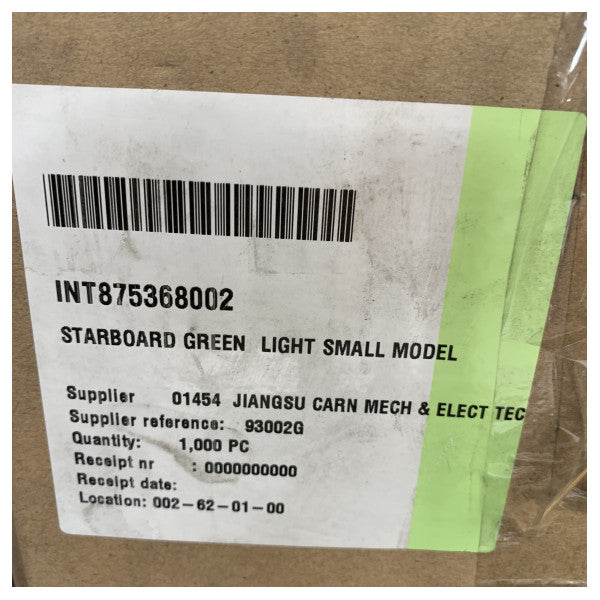 INT875368002
STARBOARD GREEN LIGHT SMALL MODEL
Supplier 01454 JIANGSU CARN MECH & ELECT TEC
Supplier reference: 93002G
Quantity: 1,000 PC
Receipt nr : 0000000000
Receipt date:
Location: 002-62-01-00